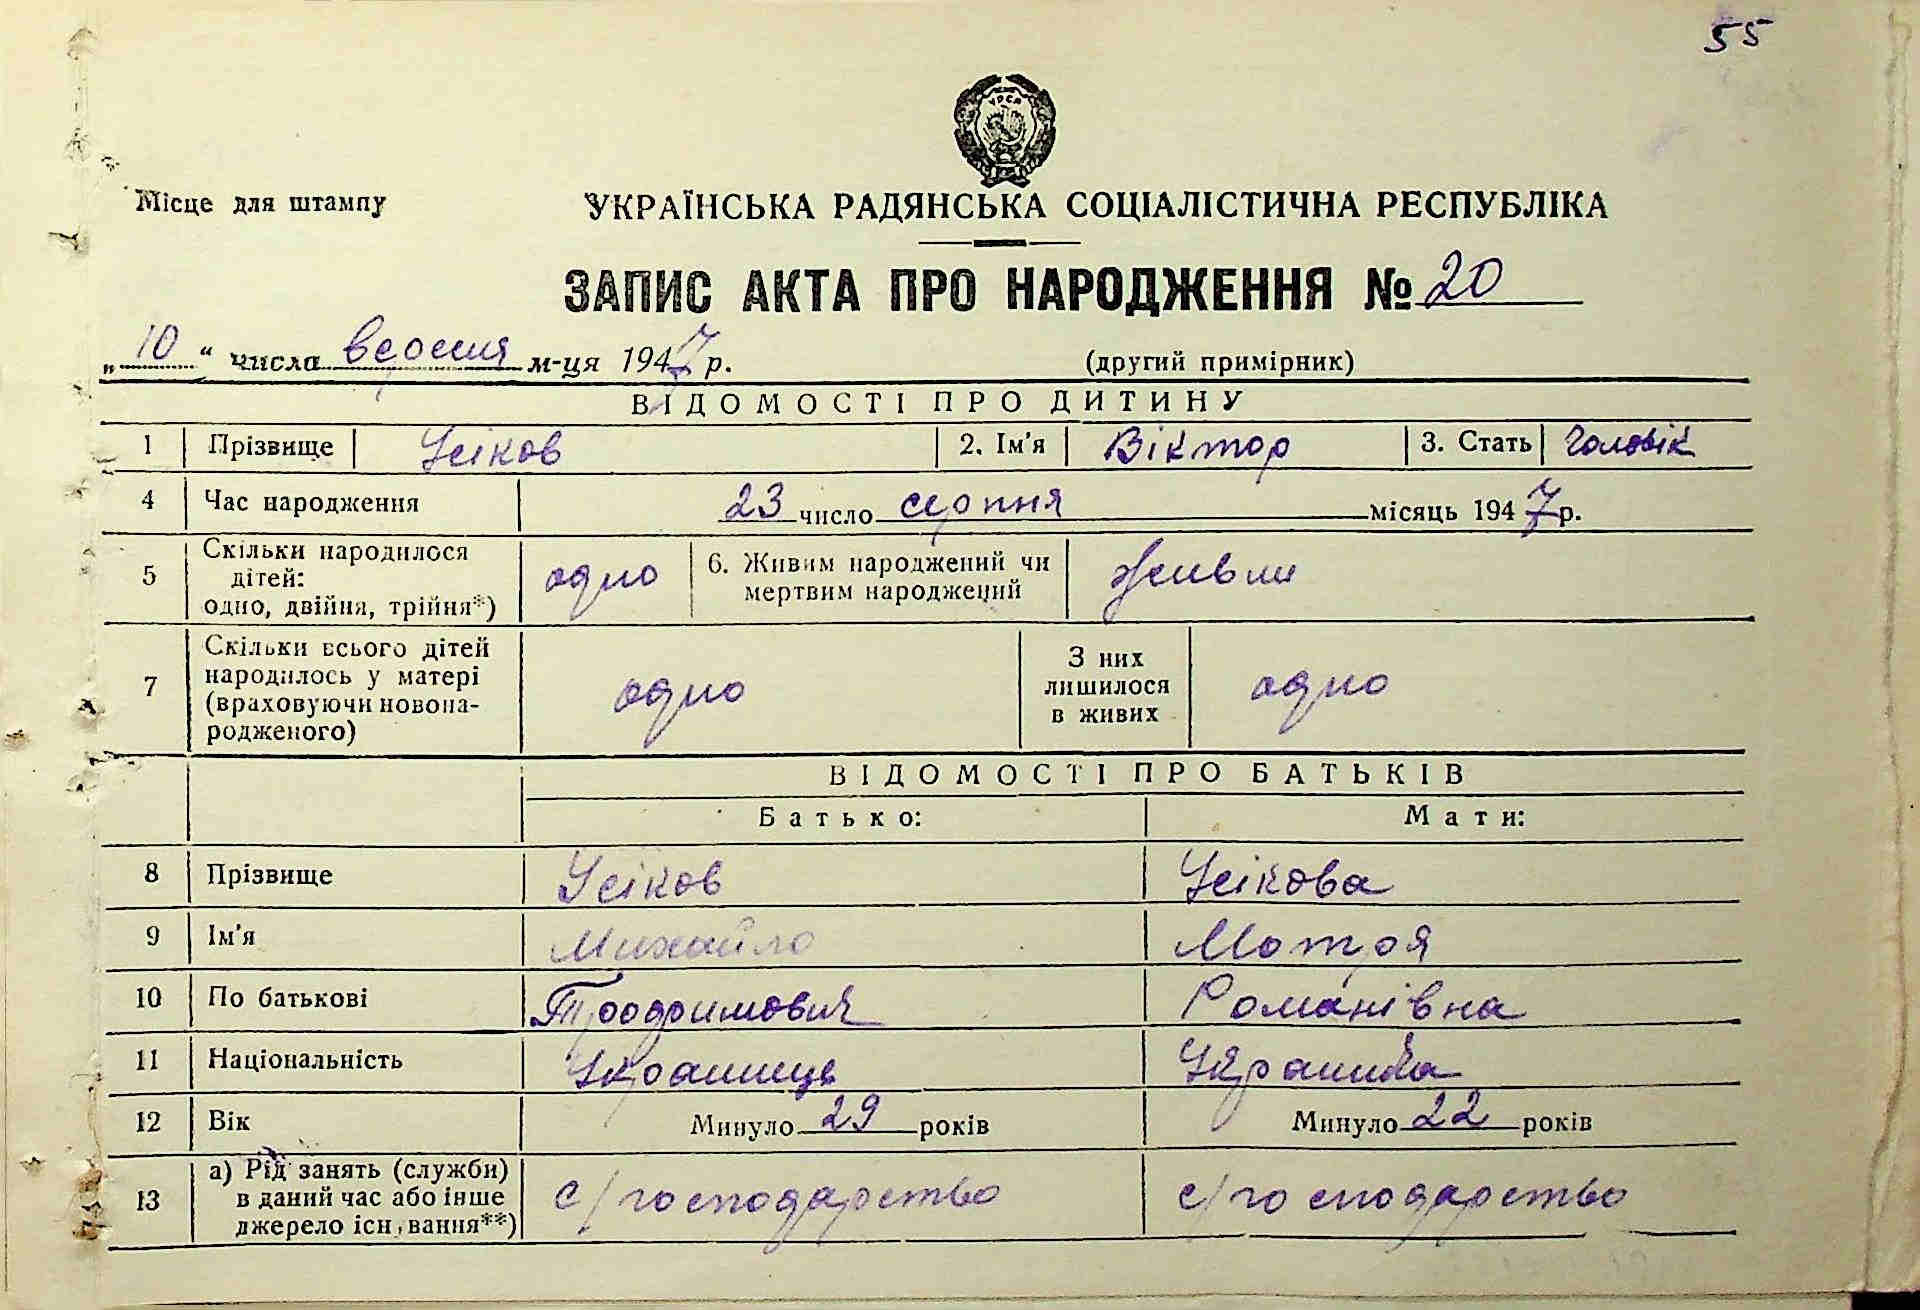 55
УРСР
Місце для штампу
УКРАЇНСЬКА РАДЯНСЬКА СОЦІАЛІСТИЧНА РЕСПУБЛІКА
ЗАПИС АКТА ПРО НАРОДЖЕННЯ № 20
„10“ числа вересня м-ця 1947 р.
(другий примірник)
ВІДОМОСТІ ПРО ДИТИНУ
1 Прізвище Усіков 2. Ім'я Віктор 3. Стать Чоловік
4 Час народження 23 число серпня місяць 1947 р.
5 Скільки народилося дітей: одно, двійня, трійня*) одно 6. Живим народжений чи мертвим народжений живим
7 Скільки всього дітей народилось у матері (враховуючи новонародженого) одно З них лишилося в живих одно
ВІДОМОСТІ ПРО БАТЬКІВ
Батько: Мати:
8 Прізвище Усіков Усікова
9 Ім'я Михайло Мотря
10 По батькові Трофимович Романівна
11 Національність Українець Українка
12 Вік Минуло 29 років Минуло 22 років
13 а) Рід занять (служби) в даний час або інше джерело існування**) с/господарство с/господарство